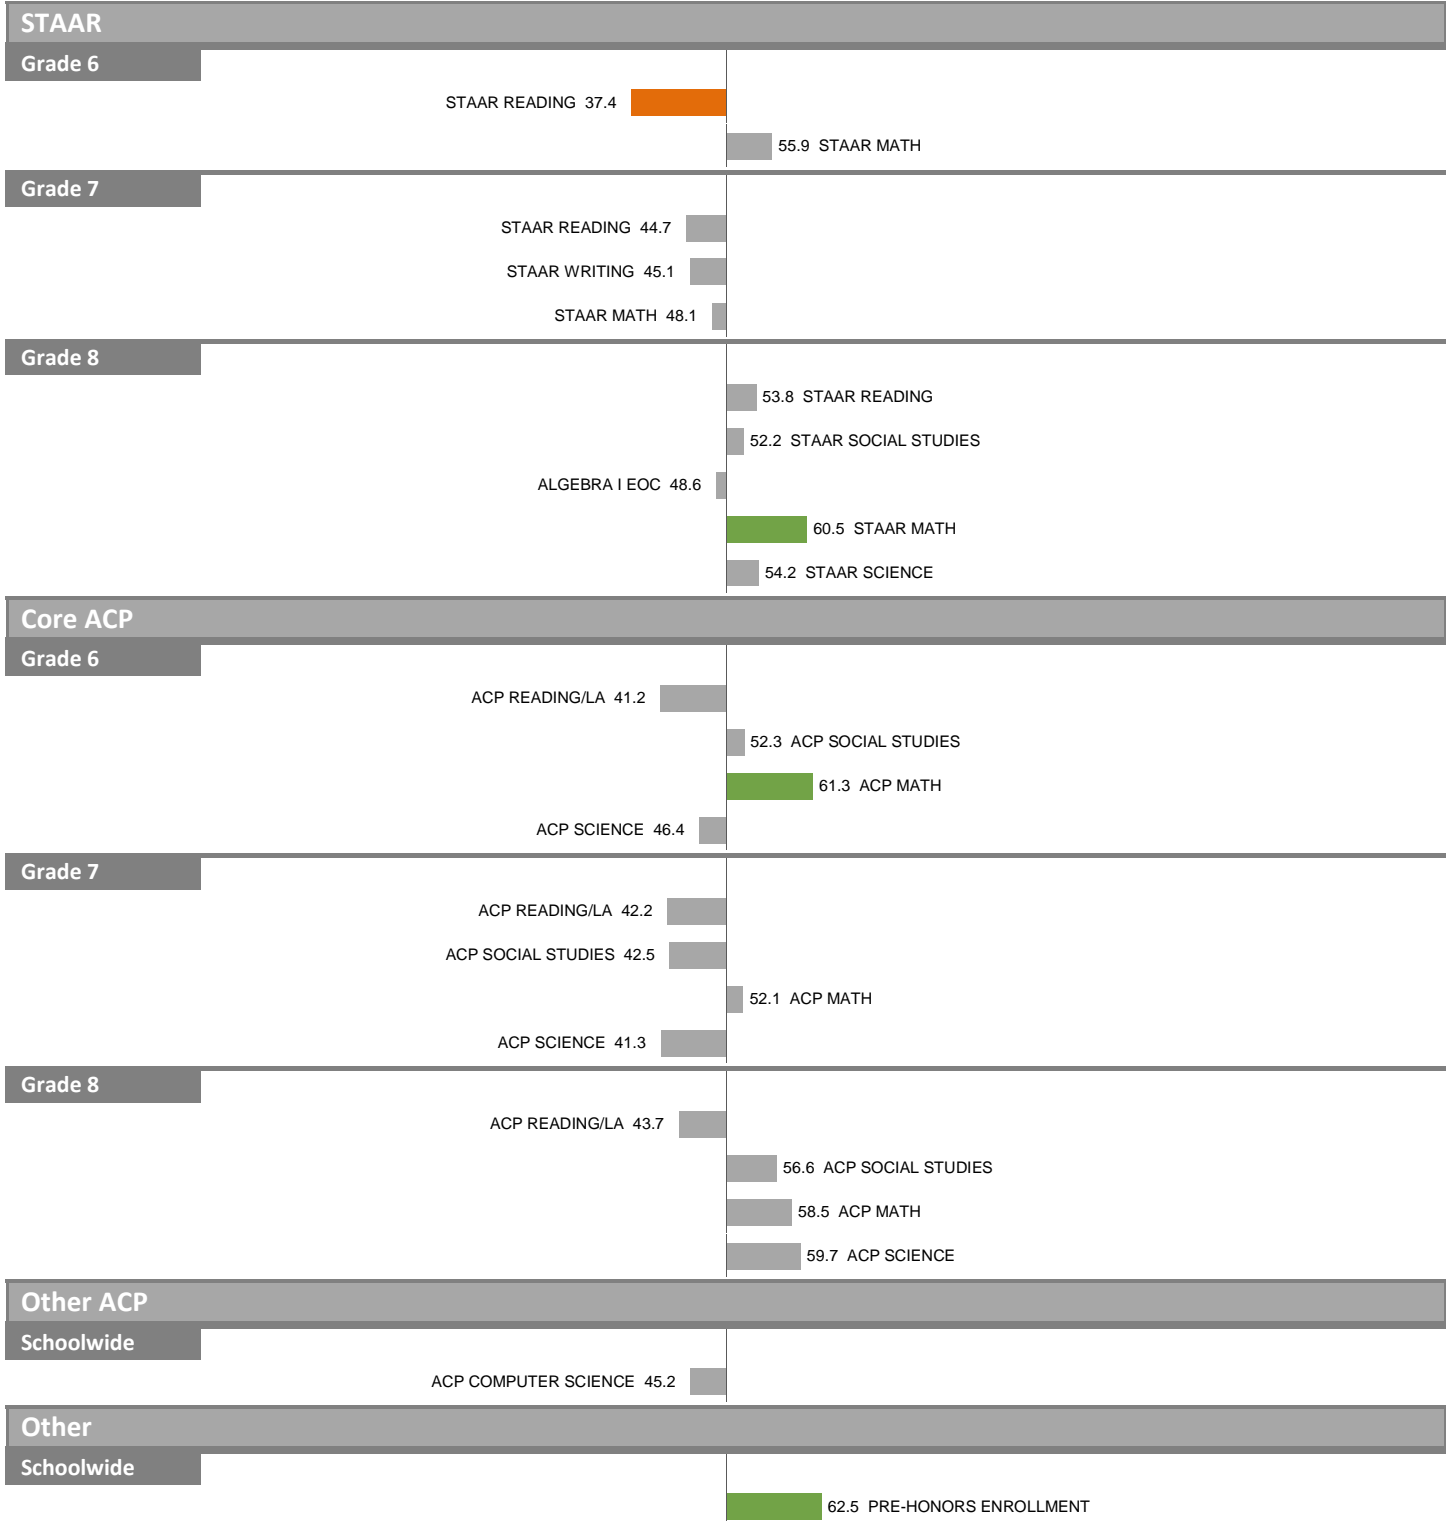 STAAR
Grade 6
STAAR READING 37.4
55.9 STAAR MATH
Grade 7
STAAR READING 44.7
STAAR WRITING 45.1
STAAR MATH 48.1
Grade 8
53.8 STAAR READING
52.2 STAAR SOCIAL STUDIES
ALGEBRA I EOC 48.6
60.5 STAAR MATH
54.2 STAAR SCIENCE
Core ACP
Grade 6
ACP READING/LA 41.2
52.3 ACP SOCIAL STUDIES
61.3 ACP MATH
ACP SCIENCE 46.4
Grade 7
ACP READING/LA 42.2
ACP SOCIAL STUDIES 42.5
52.1 ACP MATH
ACP SCIENCE 41.3
Grade 8
ACP READING/LA 43.7
56.6 ACP SOCIAL STUDIES
58.5 ACP MATH
59.7 ACP SCIENCE
Other ACP
Schoolwide
ACP COMPUTER SCIENCE 45.2
Other
Schoolwide
62.5 PRE-HONORS ENROLLMENT